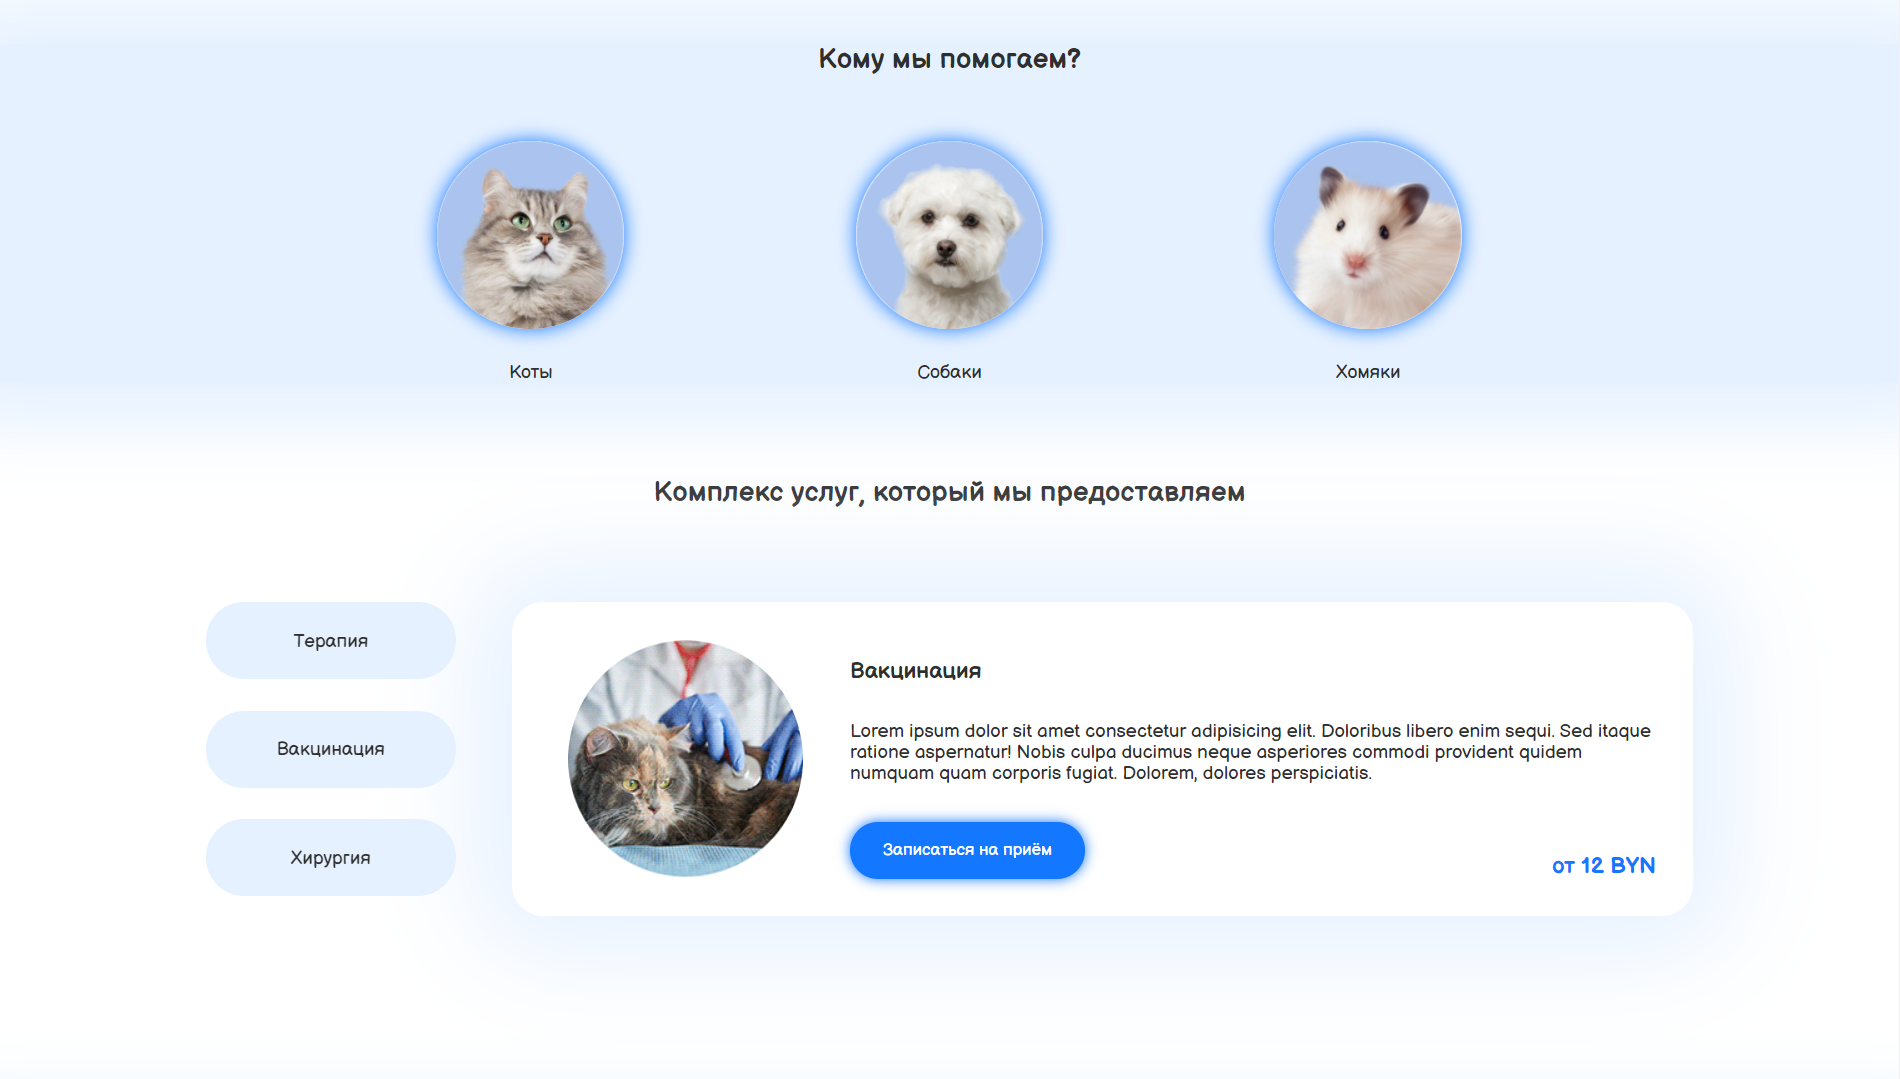 Кому мы помогаем?
Коты
Собаки
Хомяки
Комплекс услуг, который мы предоставляем
Терапия
Вакцинация
Хирургия
Вакцинация
Lorem ipsum dolor sit amet consectetur adipisicing elit. Doloribus libero enim sequi. Sed itaque
ratione aspernatur! Nobis culpa ducimus neque asperiores commodi provident quidem
numquam quam corporis fugiat. Dolorem, dolores perspiciatis.
Записаться на приём
от 12 BYN